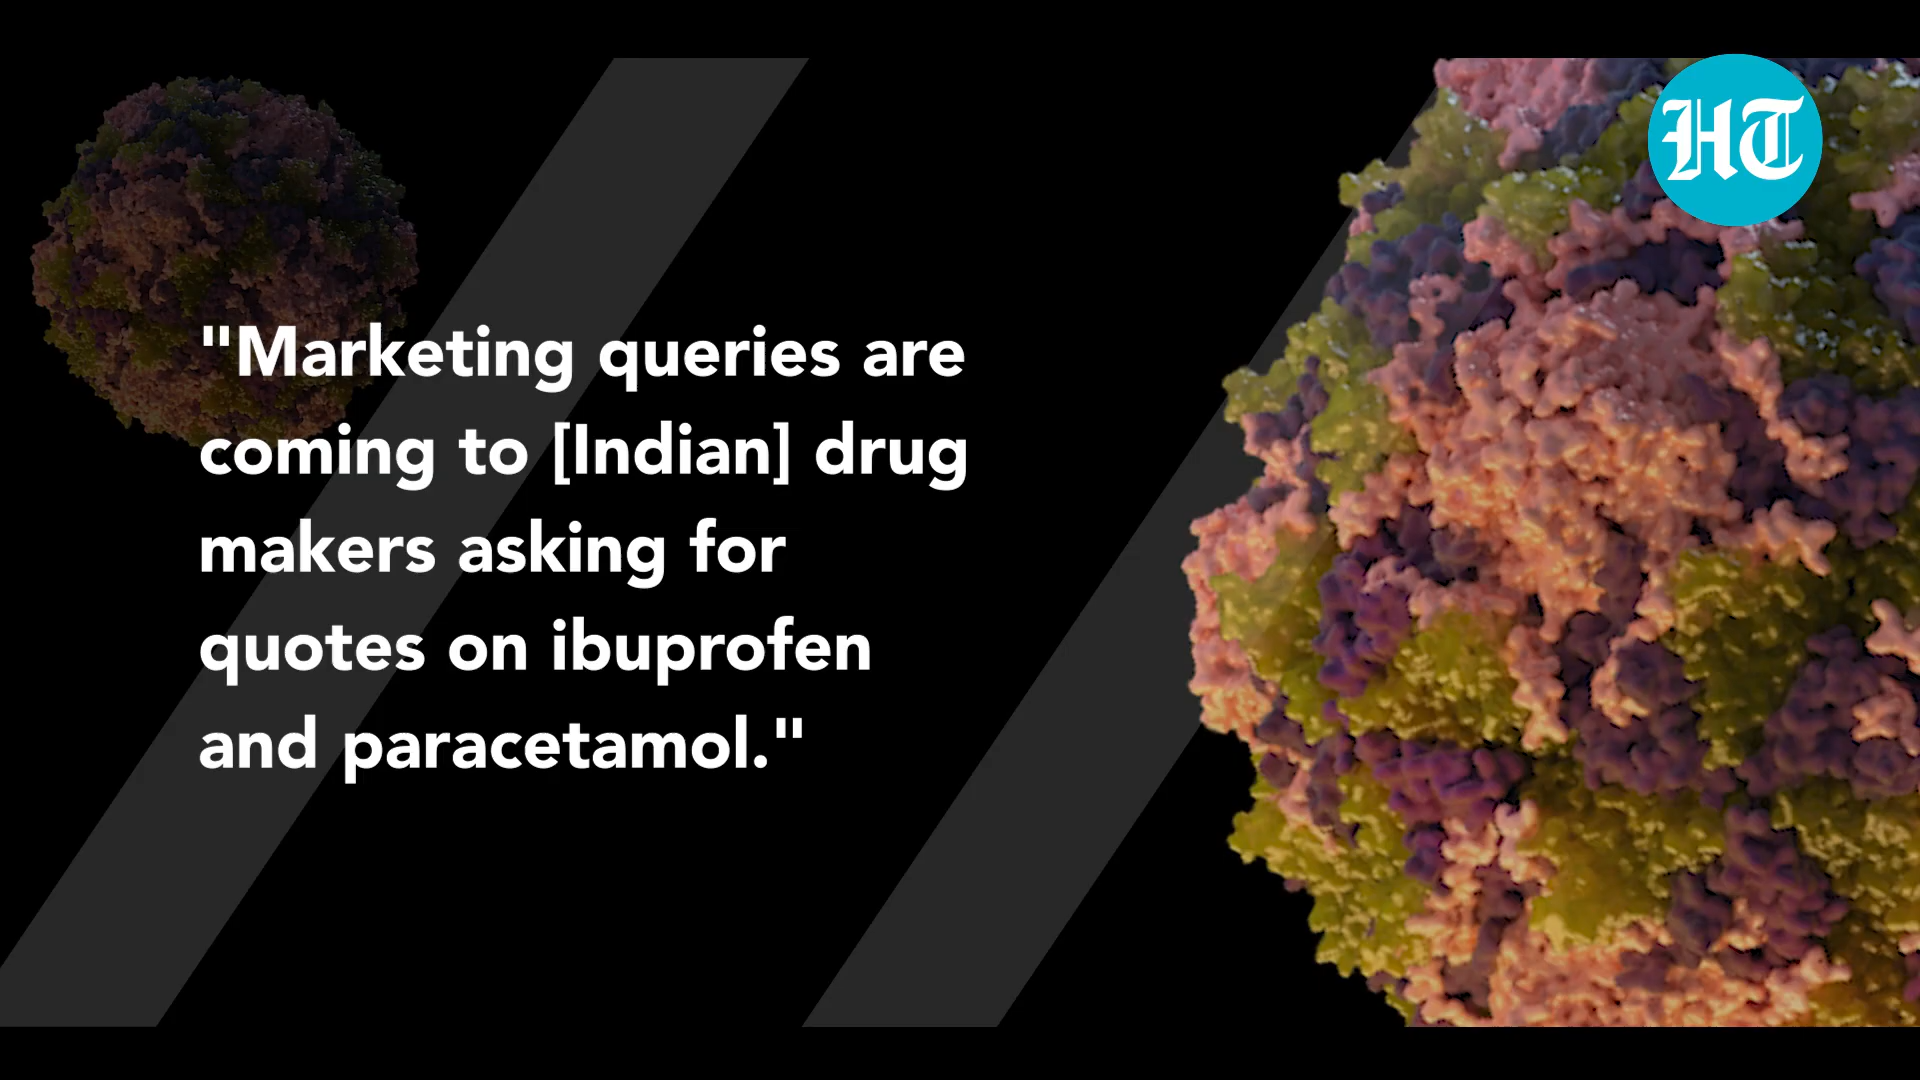 HT
"Marketing queries are
coming to [Indian] drug
makers asking for
quotes on ibuprofen
and paracetamol."